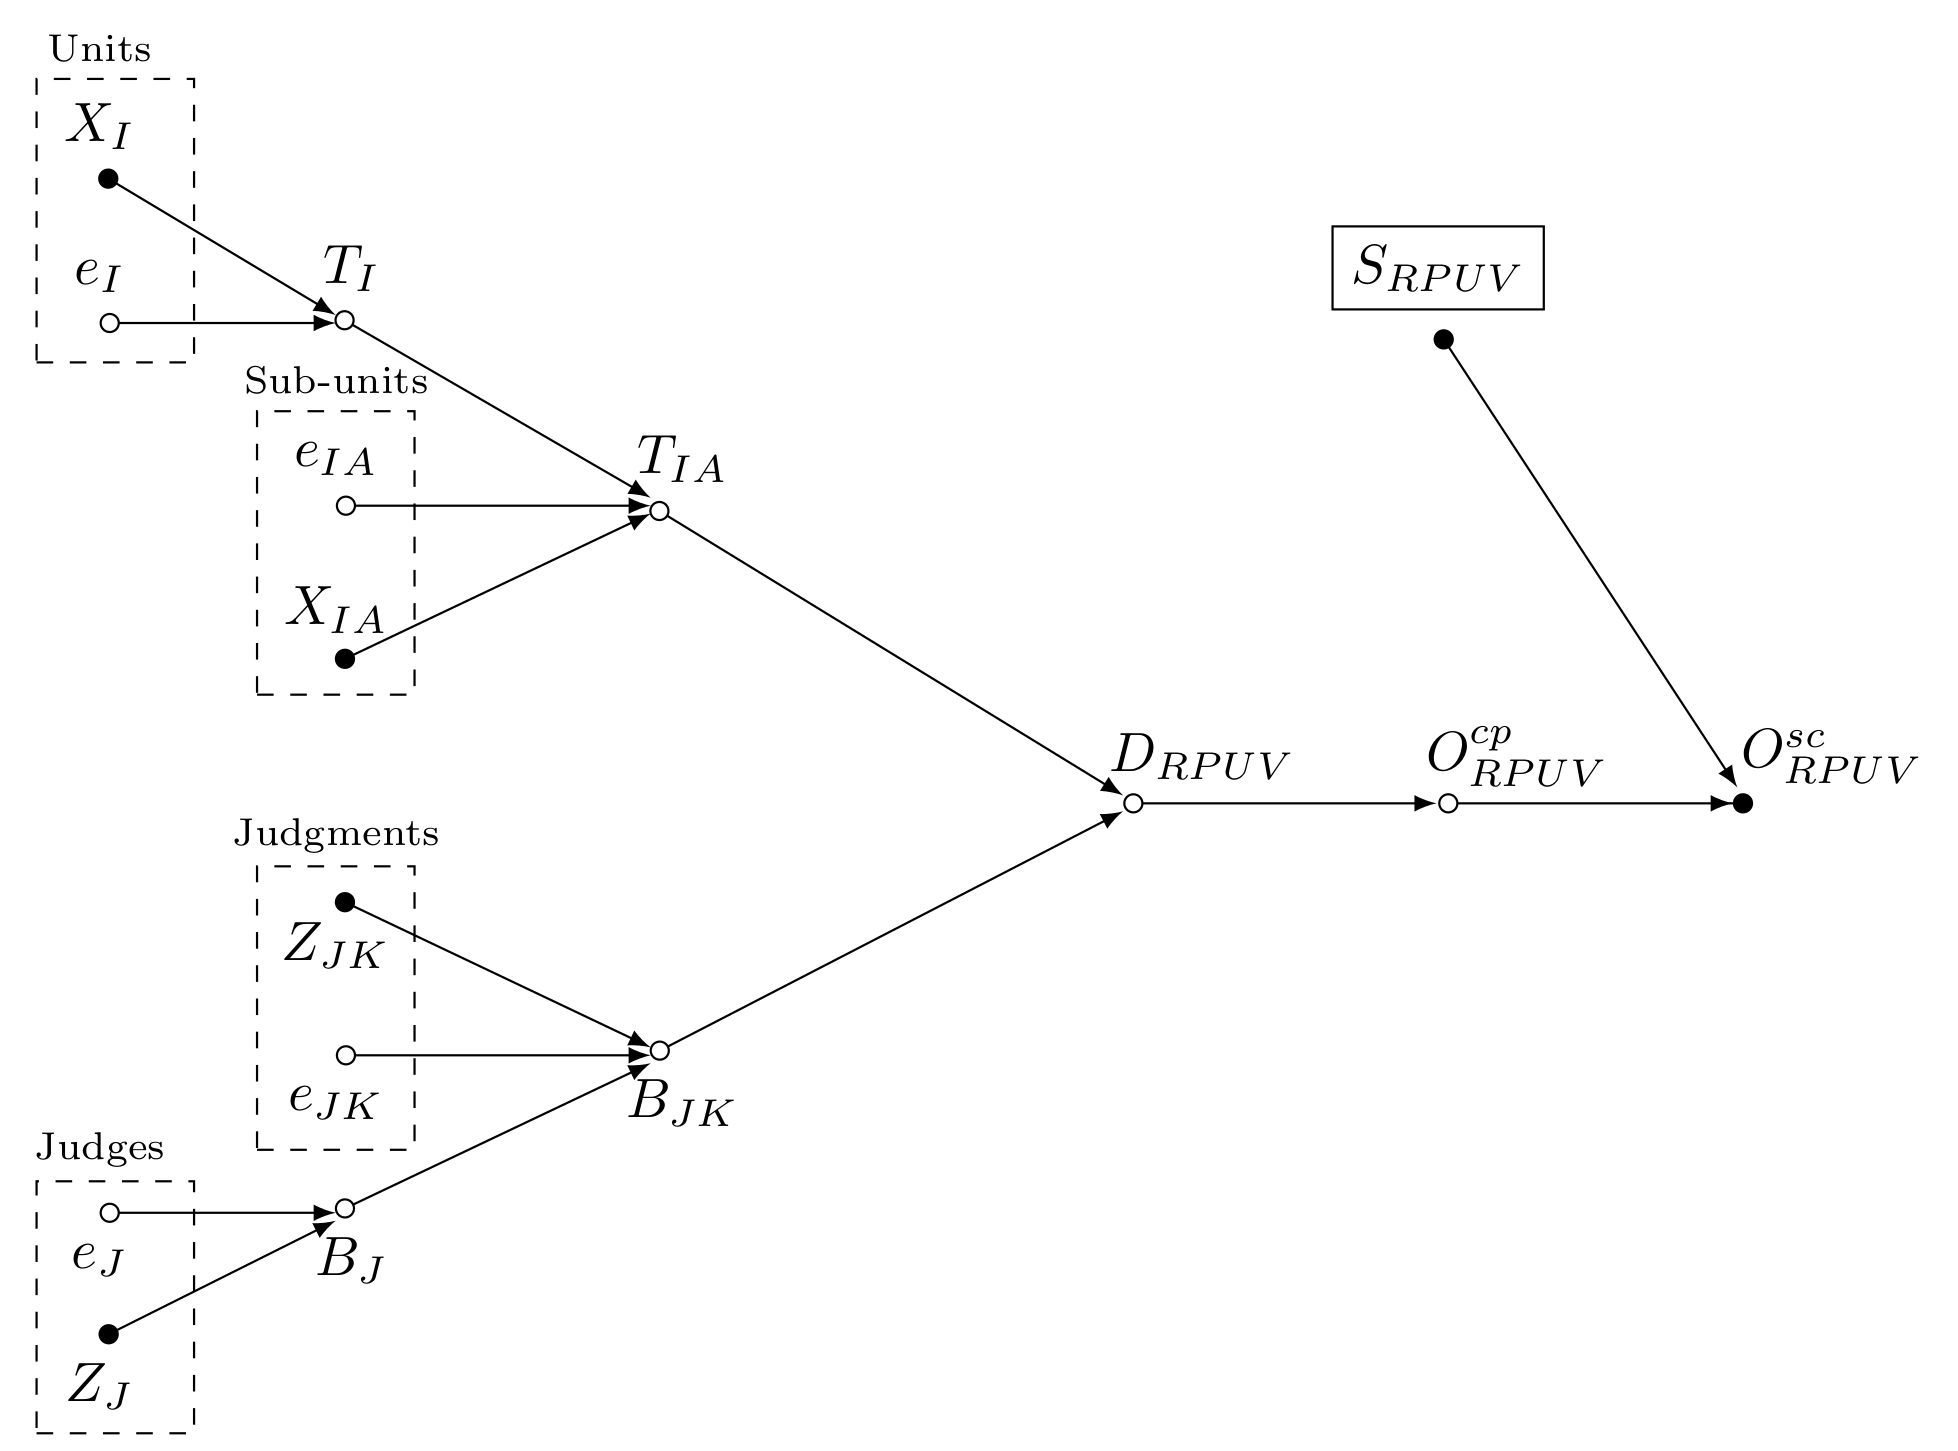 Units
X_I
e_I
T_I
S_{RPUV}
Sub-units
e_{IA}
T_{IA}
X_{IA}
D_{RPUV}
O^{cp}_{RPUV}
O^{sc}_{RPUV}
Judgments
Z_{JK}
e_{JK}
B_{JK}
Judges
e_J
B_J
Z_J